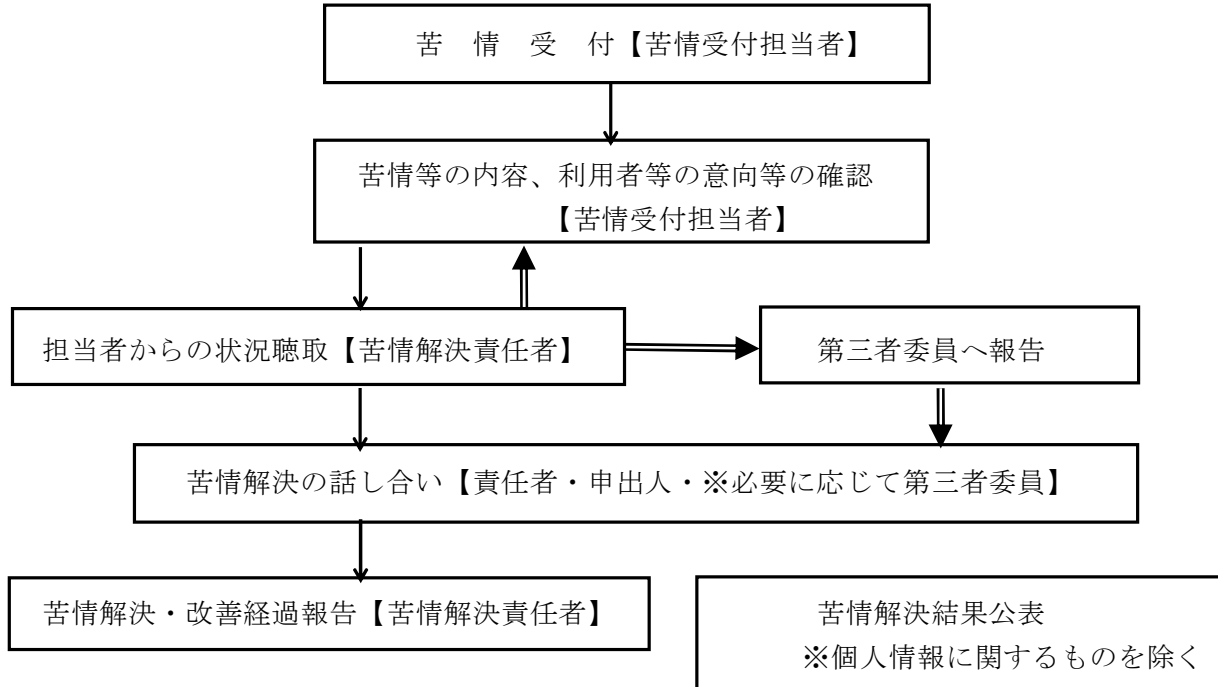 苦　情　受　付【苦情受付担当者】
苦情等の内容、利用者等の意向等の確認
【苦情受付担当者】
担当者からの状況聴取【苦情解決責任者】
第三者委員へ報告
苦情解決の話し合い【責任者・申出人・※必要に応じて第三者委員】
苦情解決・改善経過報告【苦情解決責任者】
苦情解決結果公表
※個人情報に関するものを除く